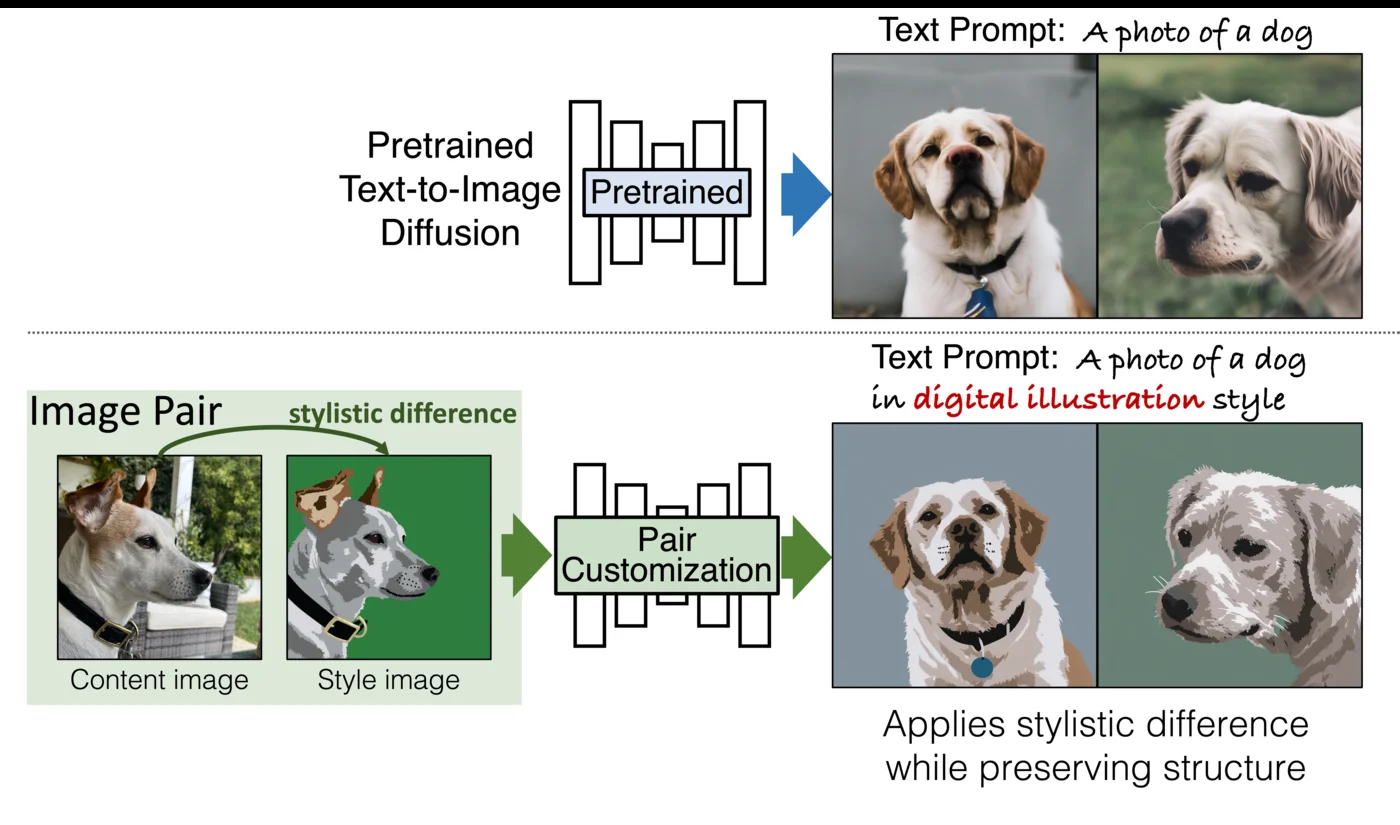 Text Prompt: A photo of a dog
Pretrained
Text-to-Image
Diffusion
Pretrained
Text Prompt: A photo of a dog
in digital illustration style
Image Pair
stylistic difference
Content image
Style image
Pair
Customization
Applies stylistic difference
while preserving structure